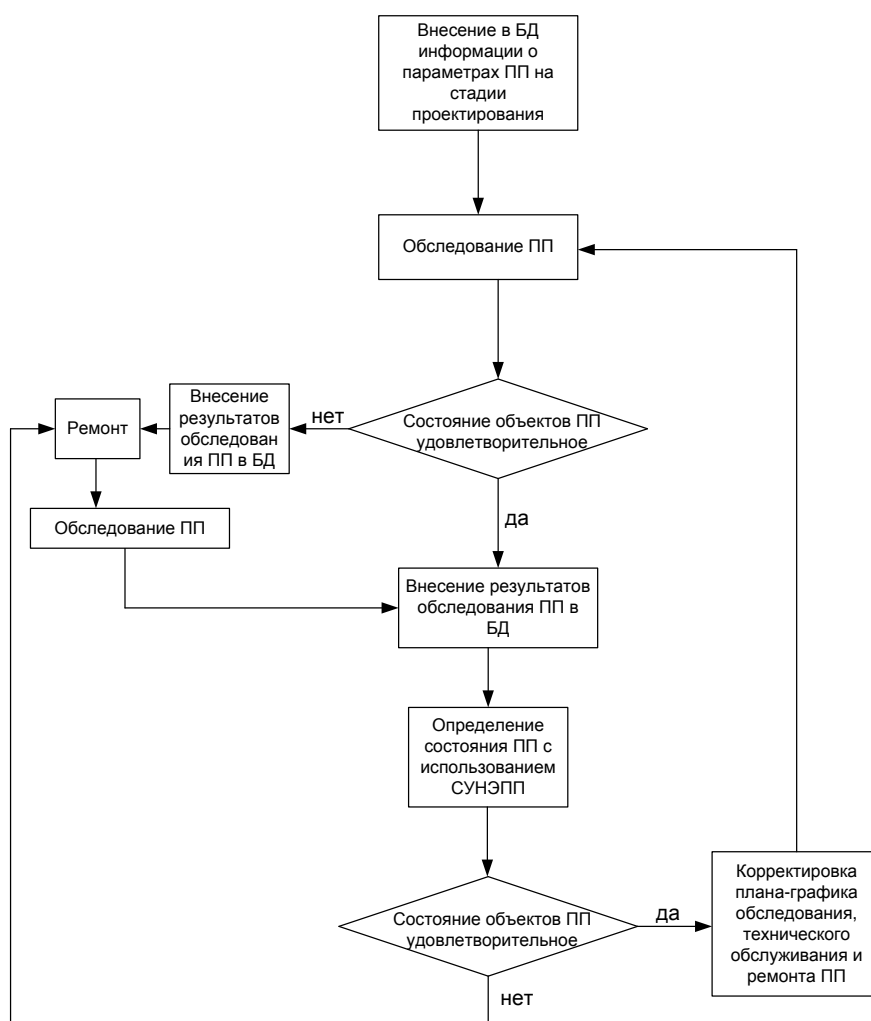 Внесение в БД
информации о
параметрах ПП на
стадии
проектирования
Обследование ПП
Состояние объектов ПП
удовлетворительное
нет
Внесение
результатов
обследован
ия ПП в БД
Ремонт
Обследование ПП
да
Внесение результатов
обследования ПП в
БД
Определение
состояния ПП с
использованием
СУНЭПП
Состояние объектов ПП
удовлетворительное
да
Корректировка
плана-графика
обследования,
технического
обслуживания и
ремонта ПП
нет